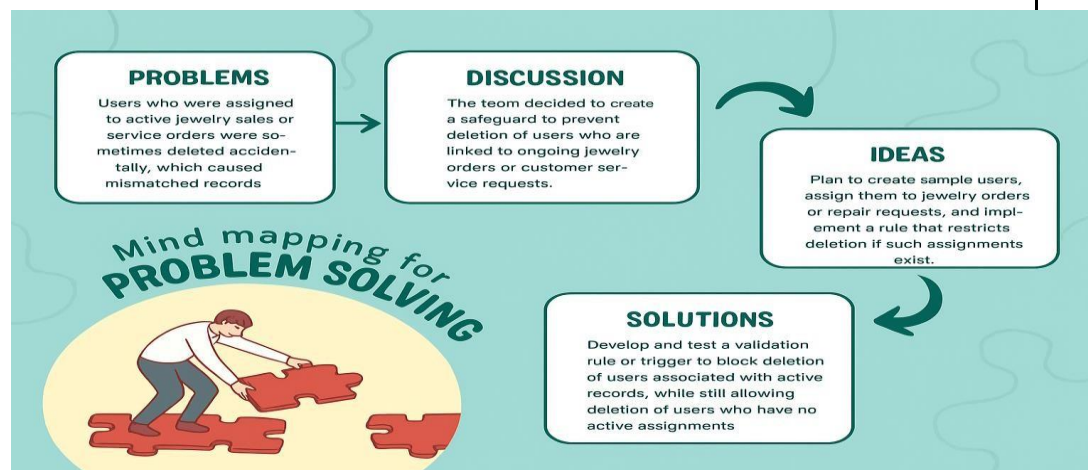 PROBLEMS
Users who were assigned
to active jewelry sales or
service orders were so-
metimes deleted acciden-
tally, which caused
mismatched records
DISCUSSION
The team decided to create
a safeguard to prevent
deletion of users who are
linked to ongoing jewelry
orders or customer ser-
vice requests.
IDEAS
Plan to create sample users,
assign them to jewelry orders
or repair requests, and impl-
ement a rule that restricts
deletion if such assignments
exist.
Mind mapping for
PROBLEM SOLVING
SOLUTIONS
Develop and test a validation
rule or trigger to block deletion
of users associated with active
records, while still allowing
deletion of users who have no
active assignments